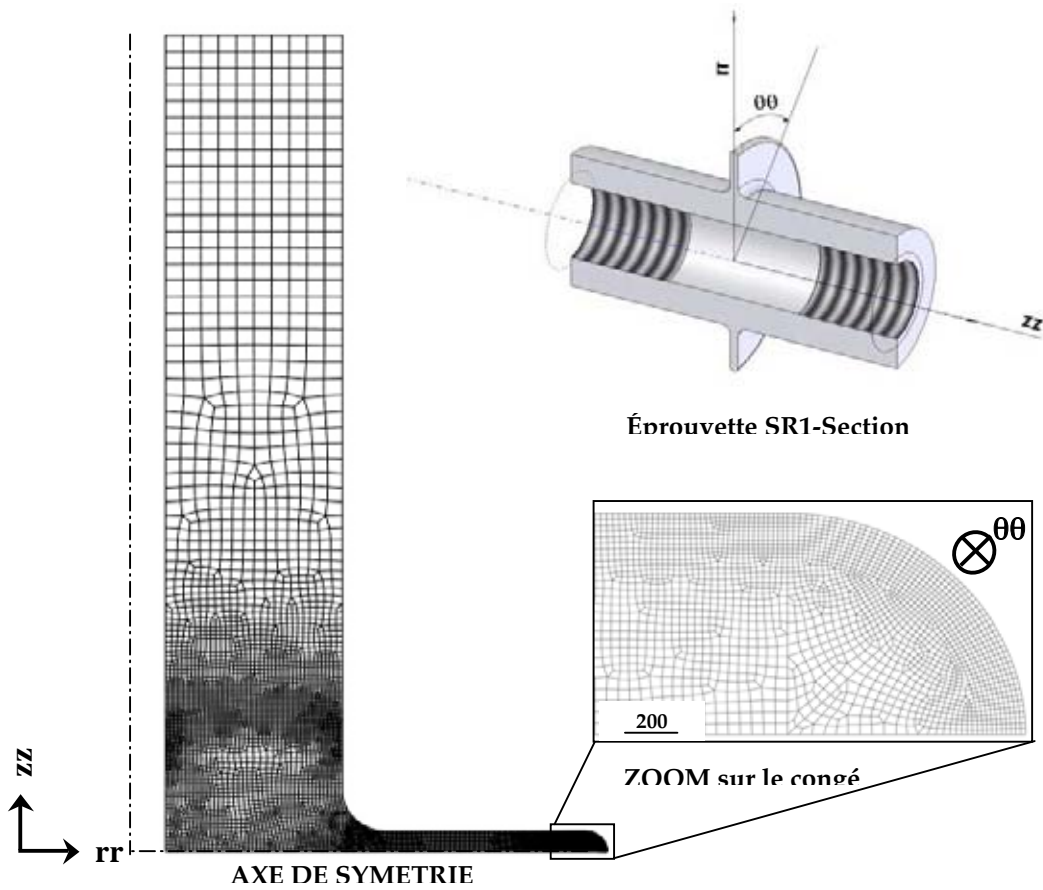 rr
θθ
zz
Éprouvette SR1-Section
θθ
200
ZOOM sur le congé
zz
rr
AXE DE SYMETRIE